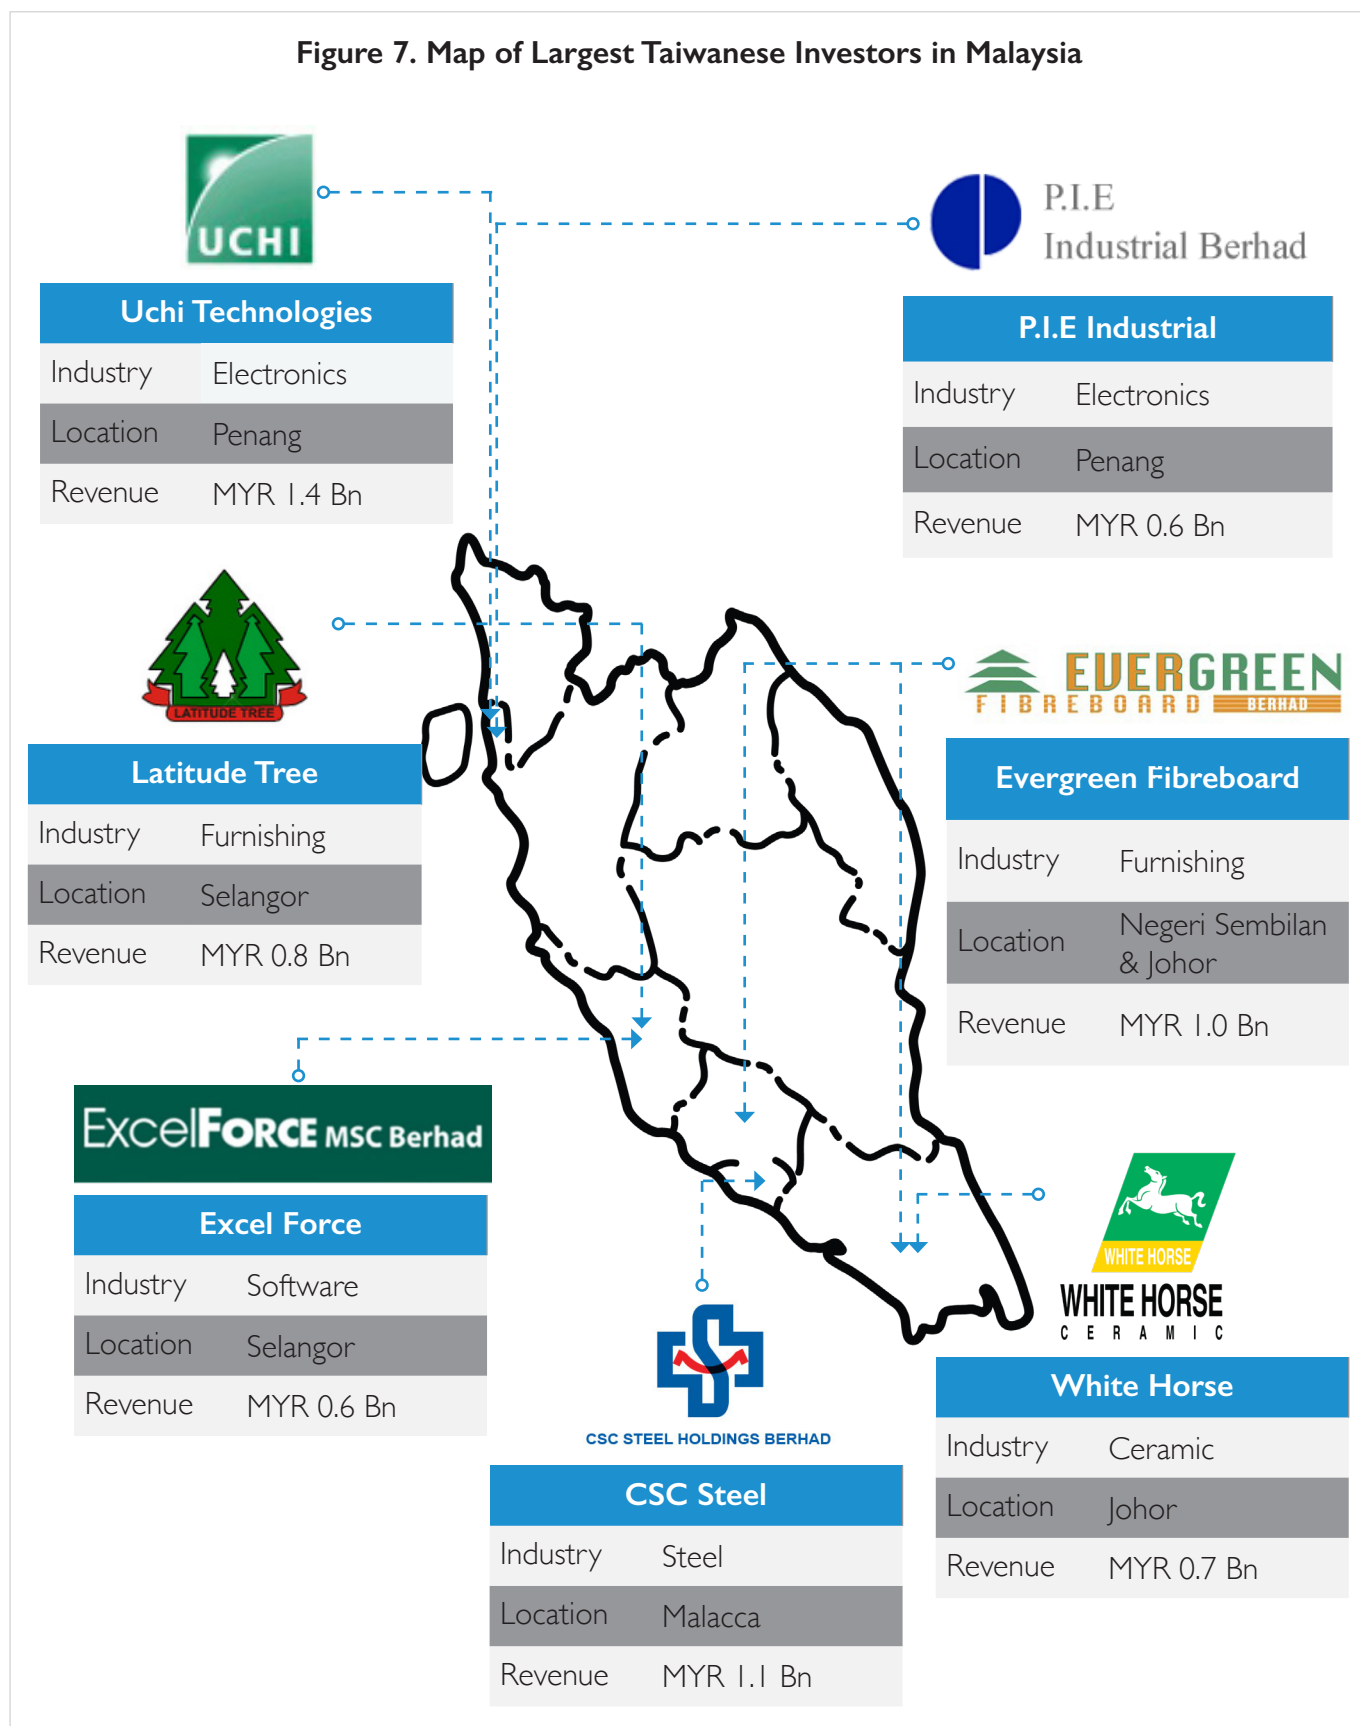 Figure 7. Map of Largest Taiwanese Investors in Malaysia
UCHI
Uchi Technologies
Industry Electronics
Location Penang
Revenue MYR 1.4 Bn
P.I.E
Industrial Berhad
P.I.E Industrial
Industry Electronics
Location Penang
Revenue MYR 0.6 Bn
LATITUDE TREE
Latitude Tree
Industry Furnishing
Location Selangor
Revenue MYR 0.8 Bn
EVERGREEN
FIBREBOARD BERHAD
Evergreen Fibreboard
Industry Furnishing
Location Negeri Sembilan
& Johor
Revenue MYR 1.0 Bn
ExcelFORCE MSC Berhad
Excel Force
Industry Software
Location Selangor
Revenue MYR 0.6 Bn
CSC STEEL HOLDINGS BERHAD
CSC Steel
Industry Steel
Location Malacca
Revenue MYR 1.1 Bn
WHITE HORSE
WHITE HORSE
CERAMIC
White Horse
Industry Ceramic
Location Johor
Revenue MYR 0.7 Bn